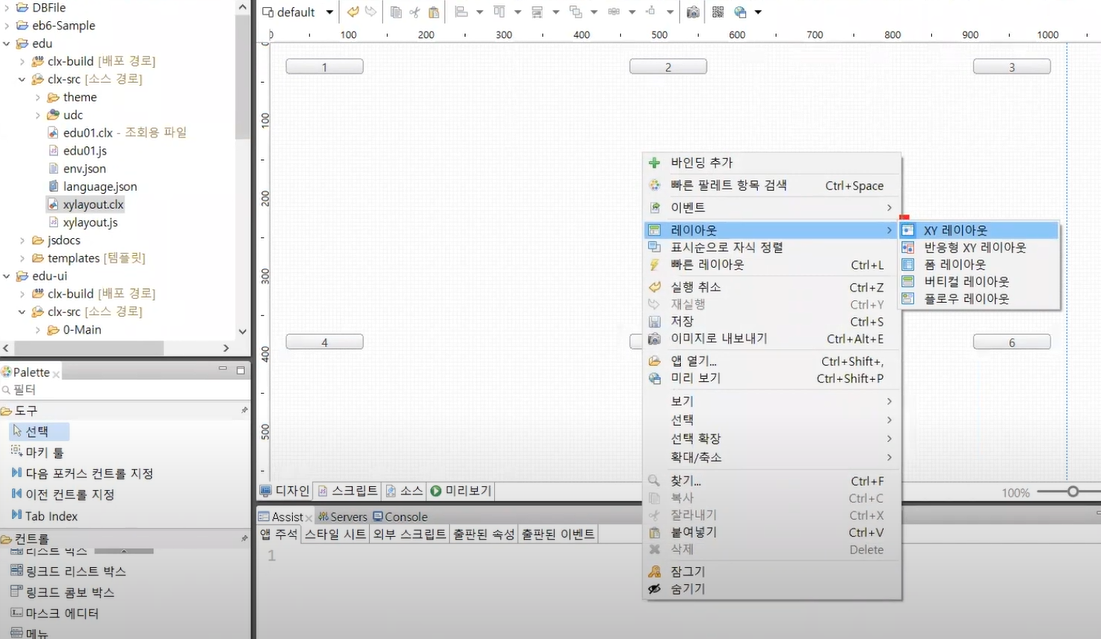 DBFile
eb6-Sample
edu
clx-build [배포 경로]
clx-src [소스 경로]
theme
udc
edu01.clx - 조회용 파일
edu01.js
env.json
language.json
xylayout.clx
xylayout.js
jsdocs
templates [템플릿]
edu-ui
clx-build [배포 경로]
clx-src [소스 경로]
0-Main
Palette
필터
도구
선택
마키 툴
다음 포커스 컨트롤 지정
이전 컨트롤 지정
Tab Index
컨트롤
리스트 박스
링크드 리스트 박스
링크드 콤보 박스
마스크 에디터
메뉴
default
0 100 200 300 400 500 600 700 800 900 1000
0
100
200
300
400
500
1 2 3
4 6
바인딩 추가
빠른 팔레트 항목 검색 Ctrl+Space
이벤트
레이아웃
표시순으로 자식 정렬
빠른 레이아웃 Ctrl+L
실행 취소 Ctrl+Z
재실행 Ctrl+Y
저장 Ctrl+S
이미지로 내보내기 Ctrl+Alt+E
앱 열기... Ctrl+Shift+,
미리 보기 Ctrl+Shift+P
보기
선택
선택 확장
확대/축소
찾기... Ctrl+F
복사 Ctrl+C
잘라내기 Ctrl+X
붙여넣기 Ctrl+V
삭제 Delete
잠그기
숨기기
XY 레이아웃
반응형 XY 레이아웃
폼 레이아웃
버티컬 레이아웃
플로우 레이아웃
디자인 스크립트 소스 미리보기
100%
Assist Servers Console
앱 주석 스타일 시트 외부 스크립트 출판된 속성 출판된 이벤트
1